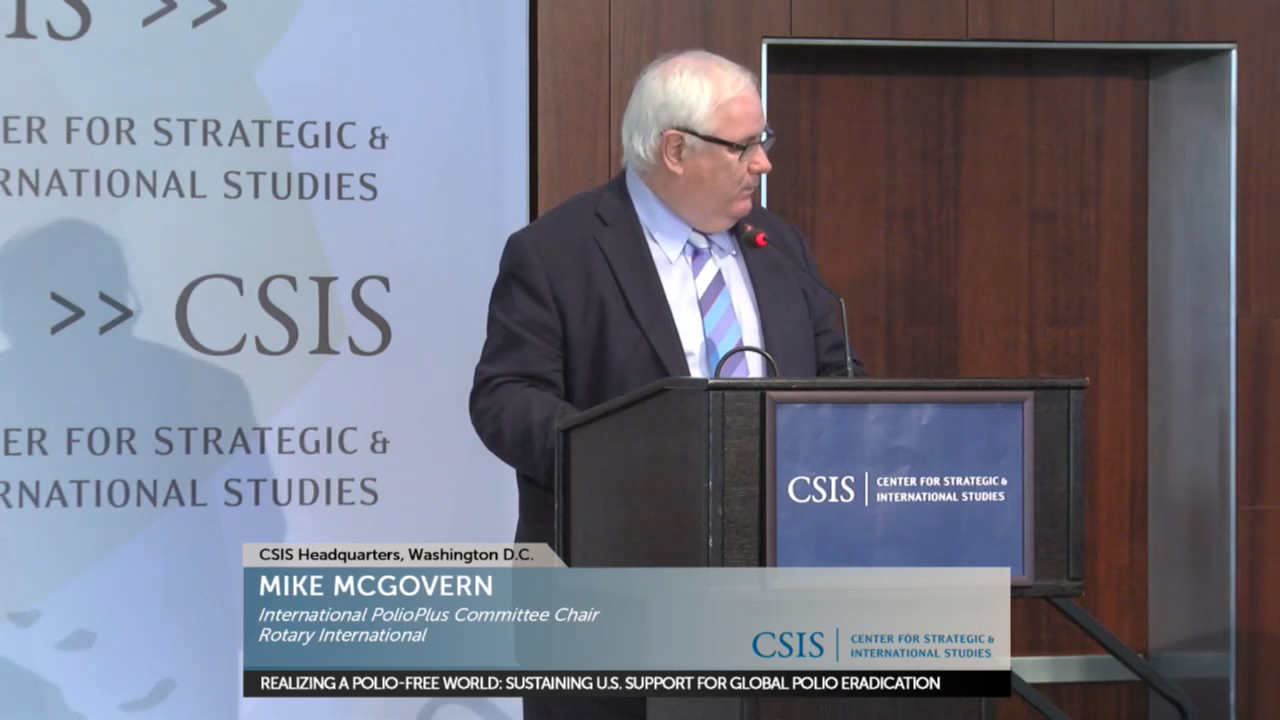 IS >>
ER FOR STRATEGIC &
RNATIONAL STUDIES
>> CSIS
ER FOR STRATEGIC &
RNATIONAL STUDIES
CSIS
CENTER FOR STRATEGIC &
INTERNATIONAL STUDIES
CSIS Headquarters, Washington D.C.
MIKE MCGOVERN
International PolioPlus Committee Chair
Rotary International
CSIS
CENTER FOR STRATEGIC &
INTERNATIONAL STUDIES
REALIZING A POLIO-FREE WORLD: SUSTAINING U.S. SUPPORT FOR GLOBAL POLIO ERADICATION